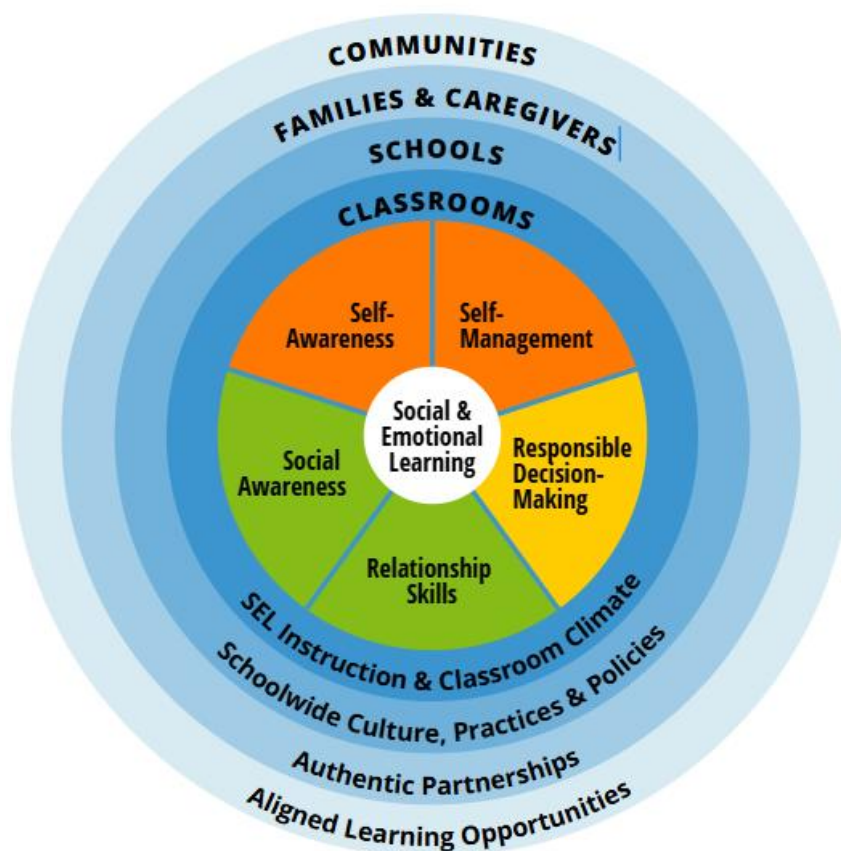 COMMUNITIES
FAMILIES & CAREGIVERS
SCHOOLS
CLASSROOMS
Self-
Awareness
Self-
Management
Social &
Emotional
Learning
Social
Awareness
Responsible
Decision-
Making
Relationship
Skills
SEL Instruction & Classroom Climate
Schoolwide Culture, Practices & Policies
Authentic Partnerships
Aligned Learning Opportunities